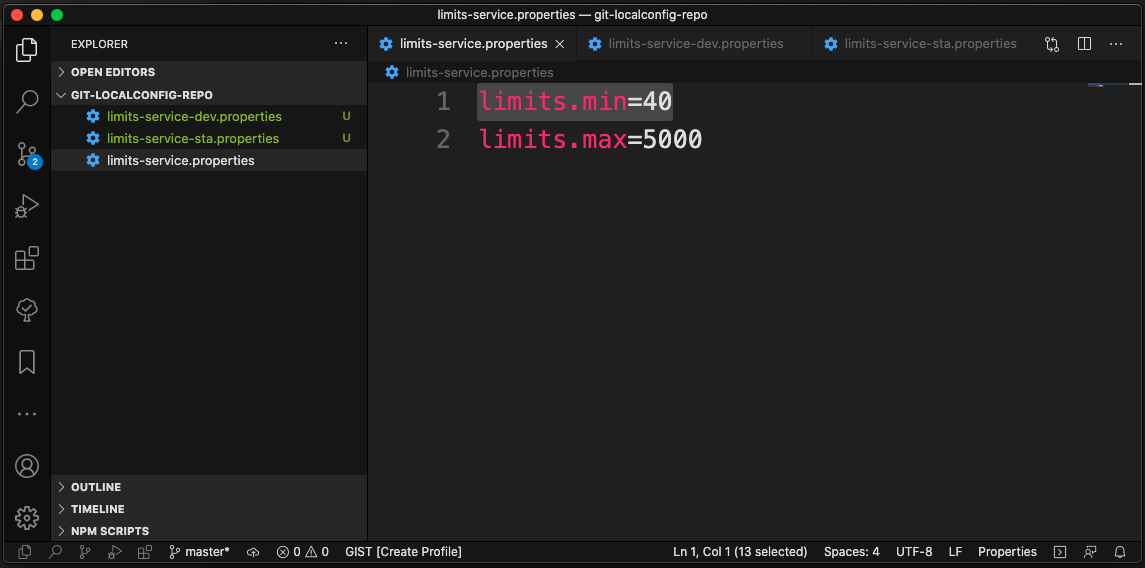 limits-service.properties — git-localconfig-repo
EXPLORER
OPEN EDITORS
GIT-LOCALCONFIG-REPO
limits-service-dev.properties U
limits-service-sta.properties U
limits-service.properties
2
OUTLINE
TIMELINE
NPM SCRIPTS
limits-service.properties limits-service-dev.properties limits-service-sta.properties
limits-service.properties
1 limits.min=40
2 limits.max=5000
master* 0 0 GIST [Create Profile] Ln 1, Col 1 (13 selected) Spaces: 4 UTF-8 LF Properties